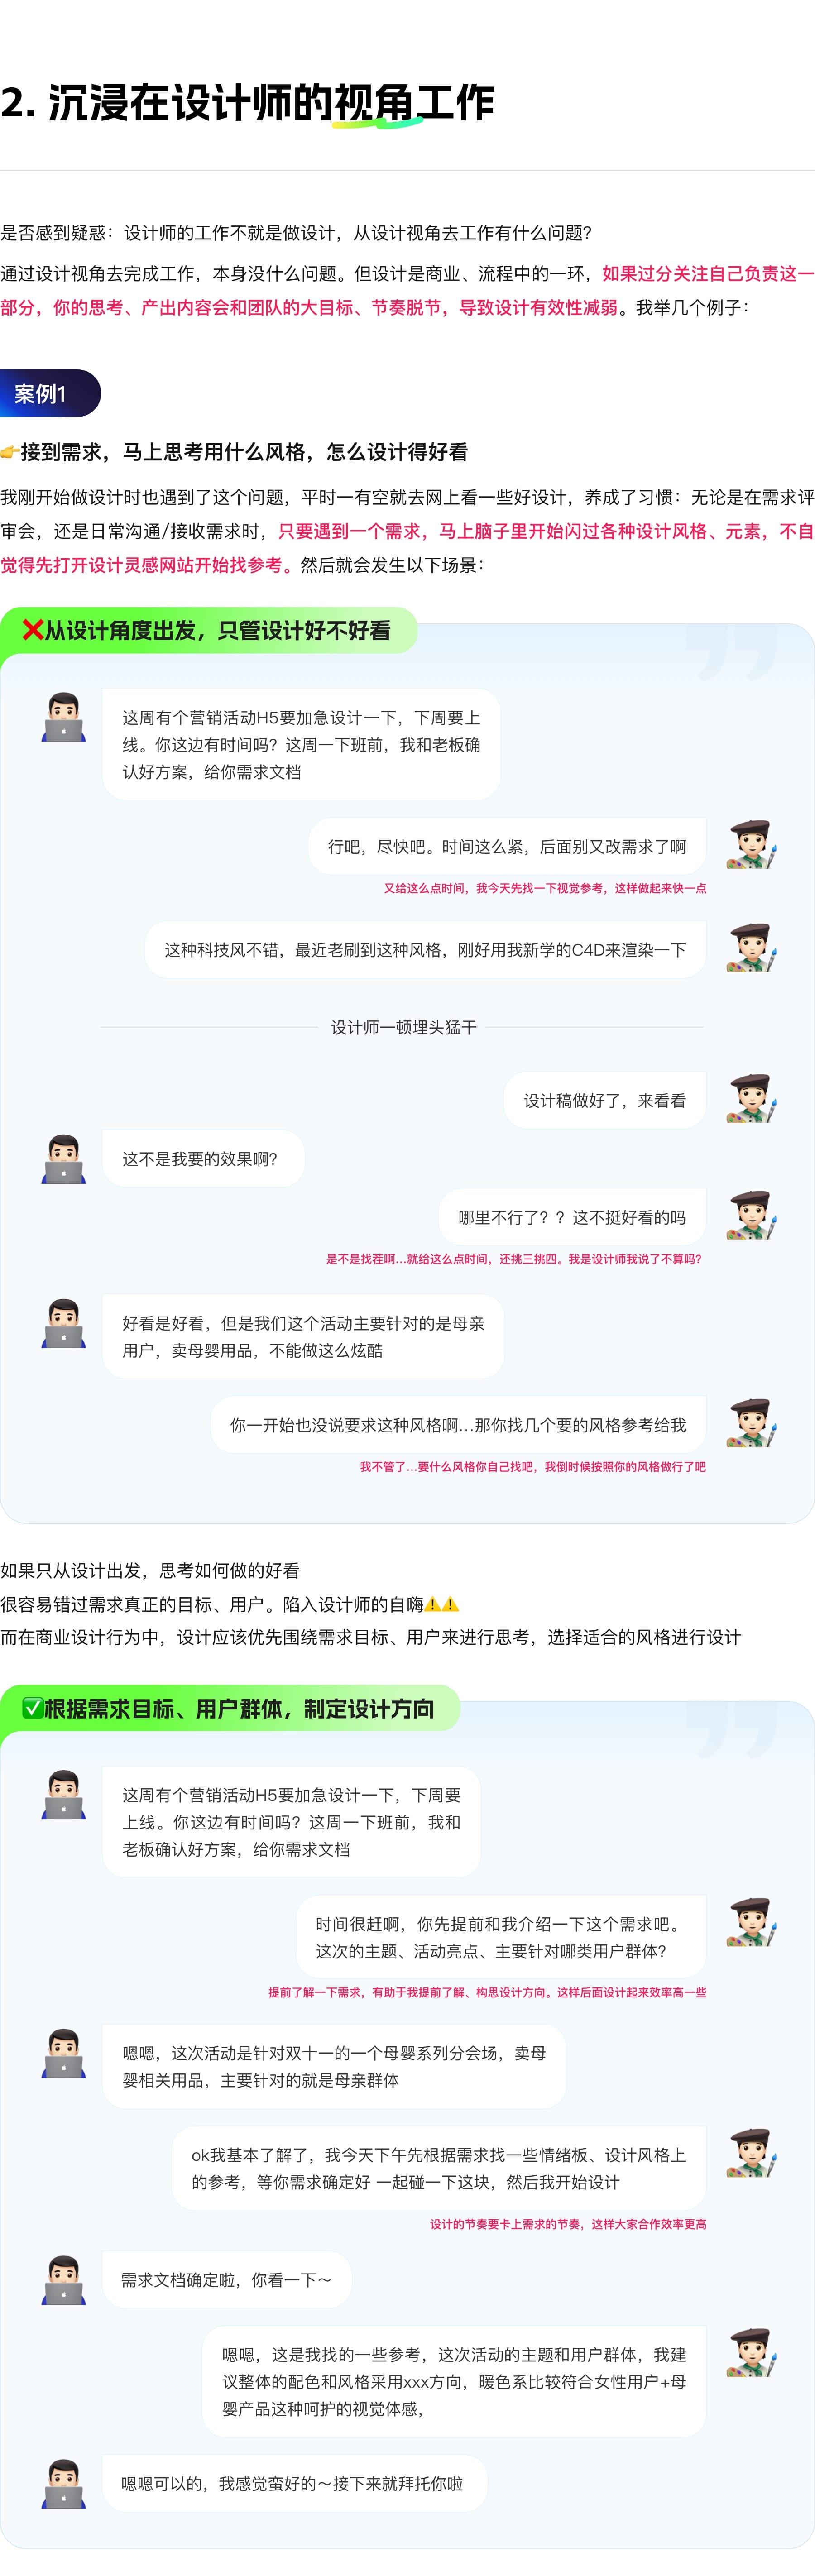 2. 沉浸在设计师的视角工作
是否感到疑惑：设计师的工作不就是做设计，从设计视角去工作有什么问题？
通过设计视角去完成工作，本身没什么问题。但设计是商业、流程中的一环，如果过分关注自己负责这一
部分，你的思考、产出内容会和团队的大目标、节奏脱节，导致设计有效性减弱。我举几个例子：
案例1
👉接到需求，马上思考用什么风格，怎么设计得好看
我刚开始做设计时也遇到了这个问题，平时一有空就去网上看一些好设计，养成了习惯：无论是在需求评
审会，还是日常沟通/接收需求时，只要遇到一个需求，马上脑子里开始闪过各种设计风格、元素，不自
觉得先打开设计灵感网站开始找参考。然后就会发生以下场景：
❌从设计角度出发，只管设计好不好看
这周有个营销活动H5要加急设计一下，下周要上
线。你这边有时间吗？这周一下班前，我和老板确
认好方案，给你需求文档
行吧，尽快吧。时间这么紧，后面别又改需求了啊
又给这么点时间，我今天先找一下视觉参考，这样做起来快一点
这种科技风不错，最近老刷到这种风格，刚好用我新学的C4D来渲染一下
设计师一顿埋头猛干
设计稿做好了，来看看
这不是我要的效果啊？
哪里不行了？？这不挺好看的吗
是不是找茬啊...就给这么点时间，还挑三挑四。我是设计师我说了不算吗？
好看是好看，但是我们这个活动主要针对的是母亲
用户，卖母婴用品，不能做这么炫酷
你一开始也没说要求这种风格啊...那你找几个要的风格参考给我
我不管了...要什么风格你自己找吧，我倒时候按照你的风格做行了吧
如果只从设计出发，思考如何做的好看
很容易错过需求真正的目标、用户。陷入设计师的自嗨⚠️⚠️
而在商业设计行为中，设计应该优先围绕需求目标、用户来进行思考，选择适合的风格进行设计
✅根据需求目标、用户群体，制定设计方向
这周有个营销活动H5要加急设计一下，下周要
上线。你这边有时间吗？这周一下班前，我和
老板确认好方案，给你需求文档
时间很赶啊，你先提前和我介绍一下这个需求吧。
这次的主题、活动亮点、主要针对哪类用户群体？
提前了解一下需求，有助于我提前了解、构思设计方向。这样后面设计起来效率高一些
嗯嗯，这次活动是针对双十一的一个母婴系列分会场，卖母
婴相关用品，主要针对的就是母亲群体
ok我基本了解了，我今天下午先根据需求找一些情绪板、设计风格上
的参考，等你需求确定好 一起碰一下这块，然后我开始设计
设计的节奏要卡上需求的节奏，这样大家合作效率更高
需求文档确定啦，你看一下～
嗯嗯，这是我找的一些参考，这次活动的主题和用户群体，我建
议整体的配色和风格采用xxx方向，暖色系比较符合女性用户+母
婴产品这种呵护的视觉体感，
嗯嗯可以的，我感觉蛮好的～接下来就拜托你啦